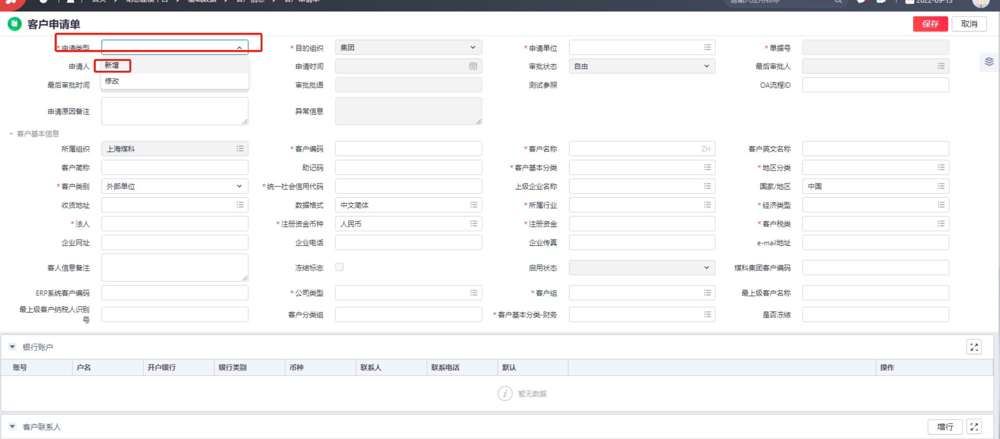 2022-09-13
客户申请单
保存 取消
*申请类型
*目的组织 集团
*申请单位
*单据号
申请人 新增
申请时间
审批状态 自由
最后审批人
修改
最后审批时间
审批批语
测试参照
OA流程ID
申请原因备注
异常信息
客户基本信息
所属组织 上海煤科
*客户编码
*客户名称 ZH
客户英文名称
客户简称
助记码
*客户基本分类
*地区分类
*客户类别 外部单位
*统一社会信用代码
上级企业名称
国家/地区 中国
收货地址
数据格式 中文简体
*所属行业
*经济类型
*法人
*注册资金币种 人民币
*注册资金
*客户税类
企业网址
企业电话
企业传真
e-mail地址
客人信息备注
冻结标志
启用状态
煤科集团客户编码
ERP系统客户编码
*公司类型
*客户组
最上级客户名称
最上级客户纳税人识别
号
客户分类组
*客户基本分类-财务
是否冻结
银行账户
账号 户名 开户银行 银行类别 币种 联系人 联系电话 默认 操作
暂无数据
客户联系人
增行